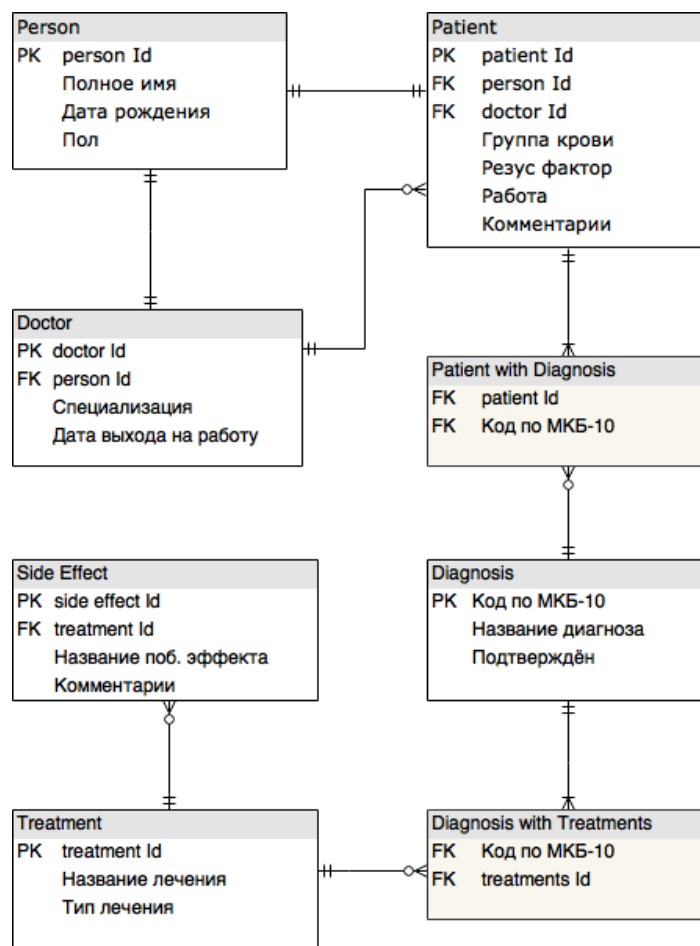 Person
PK person Id
Полное имя
Дата рождения
Пол
Patient
PK patient Id
FK person Id
FK doctor Id
Группа крови
Резус фактор
Работа
Комментарии
Doctor
PK doctor Id
FK person Id
Специализация
Дата выхода на работу
Patient with Diagnosis
FK patient Id
FK Код по МКБ-10
Side Effect
PK side effect Id
FK treatment Id
Название поб. эффекта
Комментарии
Diagnosis
PK Код по МКБ-10
Название диагноза
Подтверждён
Treatment
PK treatment Id
Название лечения
Тип лечения
Diagnosis with Treatments
FK Код по МКБ-10
FK treatments Id